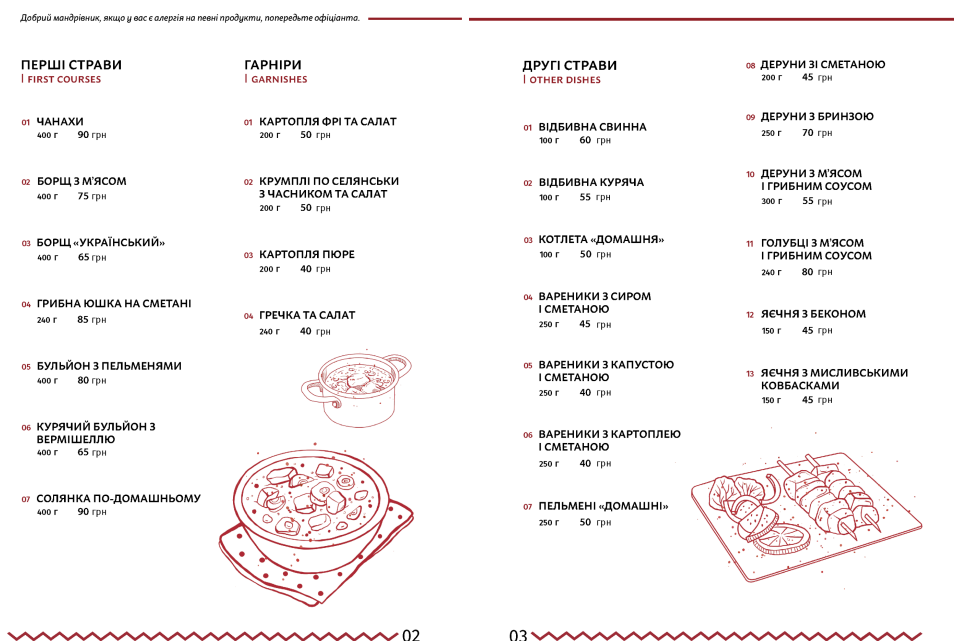 Добрий мандрівник, якщо у вас є алергія на певні продукти, попередьте офіціанта.
ПЕРШІ СТРАВИ
| FIRST COURSES
01 ЧАНАХИ
400 г 90 грн
02 БОРЩ З М'ЯСОМ
400 г 75 грн
03 БОРЩ «УКРАЇНСЬКИЙ»
400 г 65 грн
04 ГРИБНА ЮШКА НА СМЕТАНІ
240 г 85 грн
05 БУЛЬЙОН З ПЕЛЬМЕНЯМИ
400 г 80 грн
06 КУРЯЧИЙ БУЛЬЙОН З
ВЕРМІШЕЛЛЮ
400 г 65 грн
07 СОЛЯНКА ПО-ДОМАШНЬОМУ
400 г 90 грн
ГАРНІРИ
| GARNISHES
01 КАРТОПЛЯ ФРІ ТА САЛАТ
200 г 50 грн
02 КРУМПЛІ ПО СЕЛЯНСЬКИ
З ЧАСНИКОМ ТА САЛАТ
200 г 50 грн
03 КАРТОПЛЯ ПЮРЕ
200 г 40 грн
04 ГРЕЧКА ТА САЛАТ
240 г 40 грн
02
ДРУГІ СТРАВИ
| OTHER DISHES
01 ВІДБИВНА СВИННА
100 г 60 грн
02 ВІДБИВНА КУРЯЧА
100 г 55 грн
03 КОТЛЕТА «ДОМАШНЯ»
100 г 50 грн
04 ВАРЕНИКИ З СИРОМ
І СМЕТАНОЮ
250 г 45 грн
05 ВАРЕНИКИ З КАПУСТОЮ
І СМЕТАНОЮ
250 г 40 грн
06 ВАРЕНИКИ З КАРТОПЛЕЮ
І СМЕТАНОЮ
250 г 40 грн
07 ПЕЛЬМЕНІ «ДОМАШНІ»
250 г 50 грн
08 ДЕРУНИ ЗІ СМЕТАНОЮ
200 г 45 грн
09 ДЕРУНИ З БРИНЗОЮ
250 г 70 грн
10 ДЕРУНИ З М'ЯСОМ
І ГРИБНИМ СОУСОМ
300 г 55 грн
11 ГОЛУБЦІ З М'ЯСОМ
І ГРИБНИМ СОУСОМ
240 г 80 грн
12 ЯЄЧНЯ З БЕКОНОМ
150 г 45 грн
13 ЯЄЧНЯ З МИСЛИВСЬКИМИ
КОВБАСКАМИ
150 г 45 грн
03